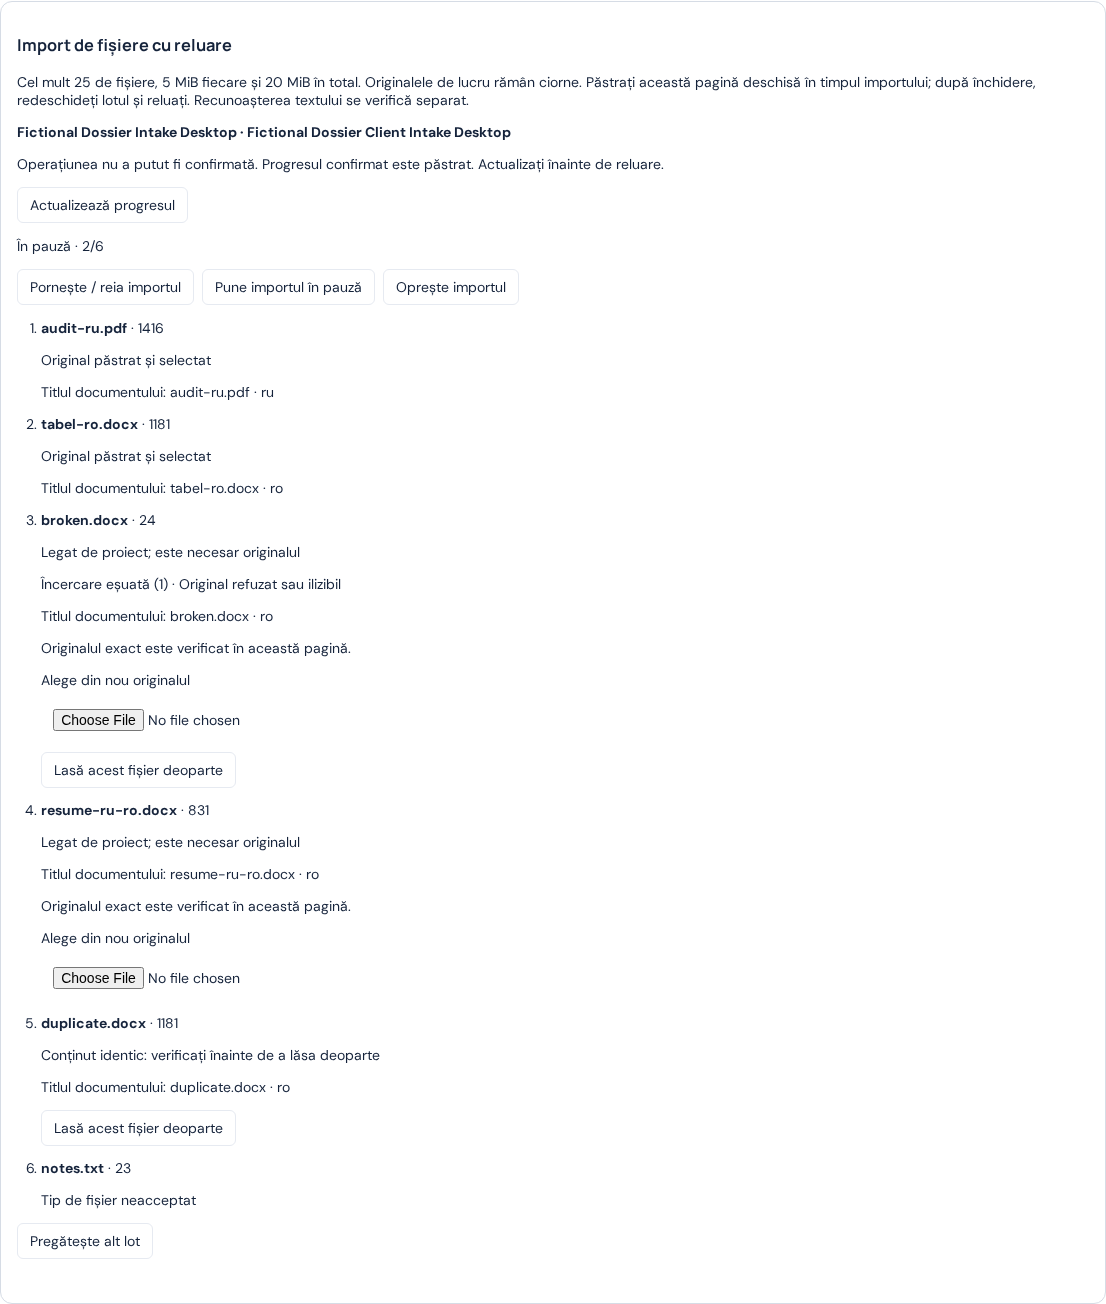 Import de fișiere cu reluare
Cel mult 25 de fișiere, 5 MiB fiecare și 20 MiB în total. Originalele de lucru rămân ciorne. Păstrați această pagină deschisă în timpul importului; după închidere,
redeschideți lotul și reluați. Recunoașterea textului se verifică separat.
Fictional Dossier Intake Desktop · Fictional Dossier Client Intake Desktop
Operațiunea nu a putut fi confirmată. Progresul confirmat este păstrat. Actualizați înainte de reluare.
Actualizează progresul
În pauză · 2/6
Pornește / reia importul Pune importul în pauză Oprește importul
1. audit-ru.pdf · 1416
Original păstrat și selectat
Titlul documentului: audit-ru.pdf · ru
2. tabel-ro.docx · 1181
Original păstrat și selectat
Titlul documentului: tabel-ro.docx · ro
3. broken.docx · 24
Legat de proiect; este necesar originalul
Încercare eșuată (1) · Original refuzat sau ilizibil
Titlul documentului: broken.docx · ro
Originalul exact este verificat în această pagină.
Alege din nou originalul
Choose File No file chosen
Lasă acest fișier deoparte
4. resume-ru-ro.docx · 831
Legat de proiect; este necesar originalul
Titlul documentului: resume-ru-ro.docx · ro
Originalul exact este verificat în această pagină.
Alege din nou originalul
Choose File No file chosen
5. duplicate.docx · 1181
Conținut identic: verificați înainte de a lăsa deoparte
Titlul documentului: duplicate.docx · ro
Lasă acest fișier deoparte
6. notes.txt · 23
Tip de fișier neacceptat
Pregătește alt lot